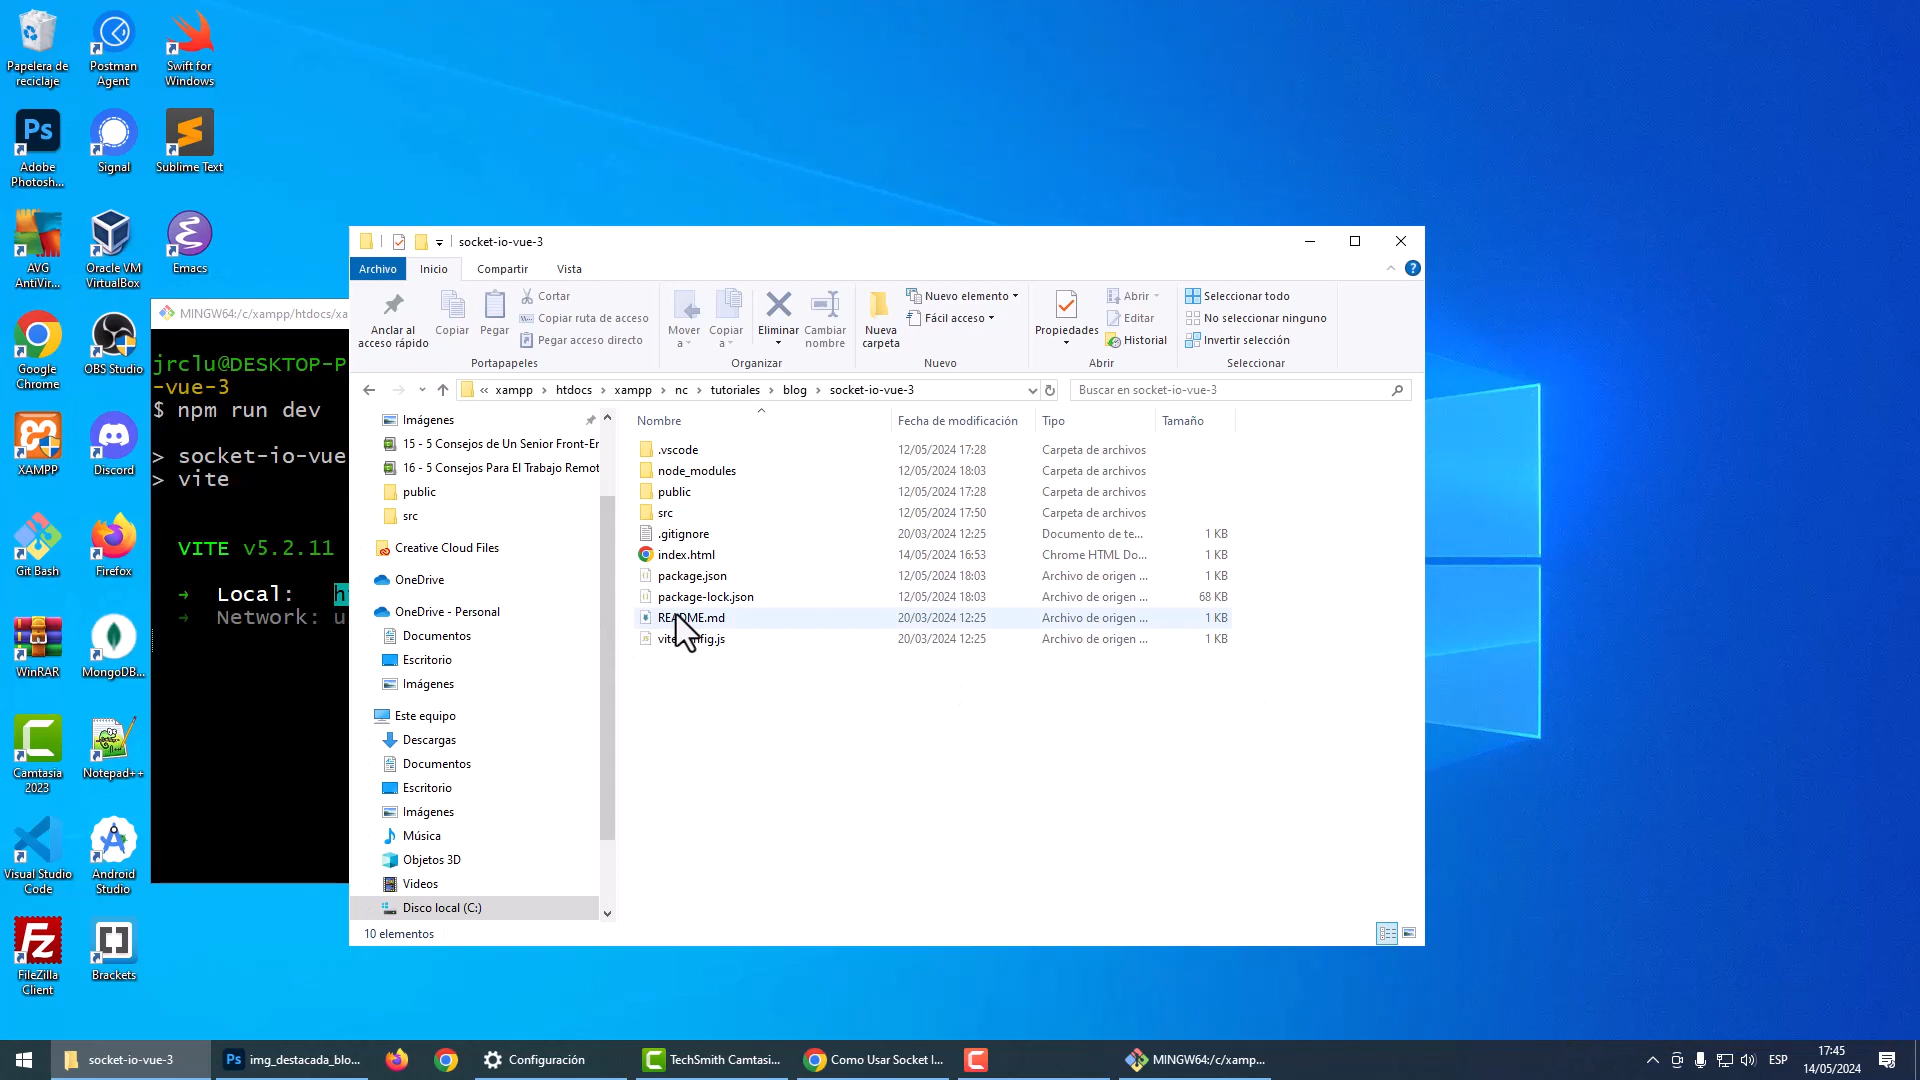 Papelera de
reciclaje
Postman
Agent
Swift for
Windows
Adobe
Photosh...
Signal
Sublime Text
AVG
AntiVir...
Oracle VM
VirtualBox
Emacs
Google
Chrome
OBS Studio
XAMPP
Discord
Git Bash
Firefox
WinRAR
MongoDB...
Camtasia
2023
Notepad++
Visual Studio
Code
Android
Studio
FileZilla
Client
Brackets
MINGW64:/c/xampp/htdocs/xa
jrclu@DESKTOP-P
-vue-3
$ npm run dev
> socket-io-vue
> vite
VITE v5.2.11
➜ Local:
➜ Network: u
socket-io-vue-3
Archivo
Inicio
Compartir
Vista
Anclar al
acceso rápido
Copiar
Pegar
Cortar
Copiar ruta de acceso
Pegar acceso directo
Portapapeles
Mover
a
Copiar
a
Eliminar
Cambiar
nombre
Organizar
Nueva
carpeta
Nuevo elemento
Fácil acceso
Nuevo
Propiedades
Abrir
Editar
Historial
Abrir
Seleccionar todo
No seleccionar ninguno
Invertir selección
Seleccionar
« xampp › htdocs › xampp › nc › tutoriales › blog › socket-io-vue-3
Buscar en socket-io-vue-3
Imágenes
15 - 5 Consejos de Un Senior Front-Er
16 - 5 Consejos Para El Trabajo Remot
public
src
Creative Cloud Files
OneDrive
OneDrive - Personal
Documentos
Escritorio
Imágenes
Este equipo
Descargas
Documentos
Escritorio
Imágenes
Música
Objetos 3D
Videos
Disco local (C:)
Nombre Fecha de modificación Tipo Tamaño
.vscode 12/05/2024 17:28 Carpeta de archivos
node_modules 12/05/2024 18:03 Carpeta de archivos
public 12/05/2024 17:28 Carpeta de archivos
src 12/05/2024 17:50 Carpeta de archivos
.gitignore 20/03/2024 12:25 Documento de te... 1 KB
index.html 14/05/2024 16:53 Chrome HTML Do... 1 KB
package.json 12/05/2024 18:03 Archivo de origen ... 1 KB
package-lock.json 12/05/2024 18:03 Archivo de origen ... 68 KB
README.md 20/03/2024 12:25 Archivo de origen ... 1 KB
20/03/2024 12:25 Archivo de origen ... 1 KB
10 elementos
socket-io-vue-3
img_destacada_blo...
Configuración
TechSmith Camtasi...
Como Usar Socket I...
MINGW64:/c/xamp...
ESP
17:45
14/05/2024